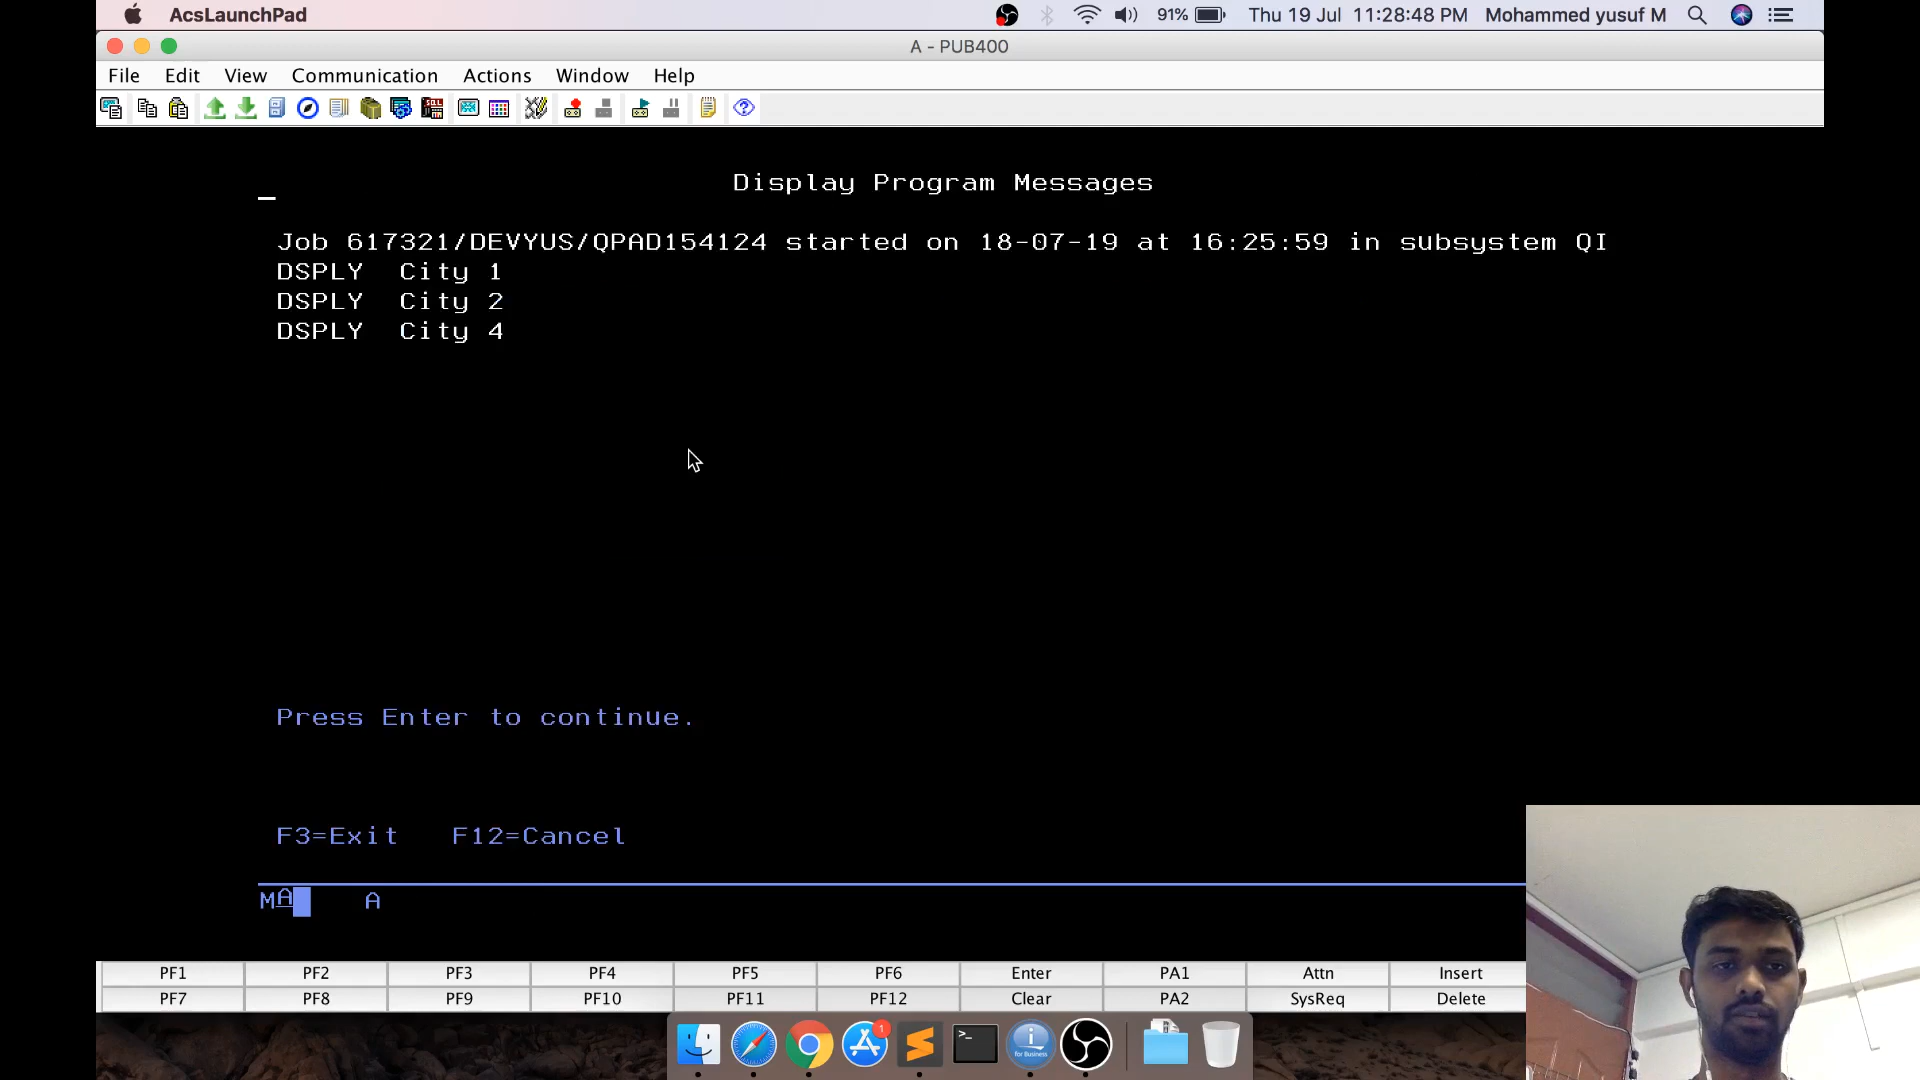 AcsLaunchPad
91%
Thu 19 Jul 11:28:48 PM
Mohammed yusuf M
A - PUB400
File Edit View Communication Actions Window Help
SQL
Display Program Messages
Job 617321/DEVYUS/QPAD154124 started on 18-07-19 at 16:25:59 in subsystem QI
DSPLY City 1
DSPLY City 2
DSPLY City 4
Press Enter to continue.
F3=Exit F12=Cancel
MA A
PF1 PF2 PF3 PF4 PF5 PF6 Enter PA1 Attn Insert
PF7 PF8 PF9 PF10 PF11 PF12 Clear PA2 SysReq Delete
1
>_
i
for Business